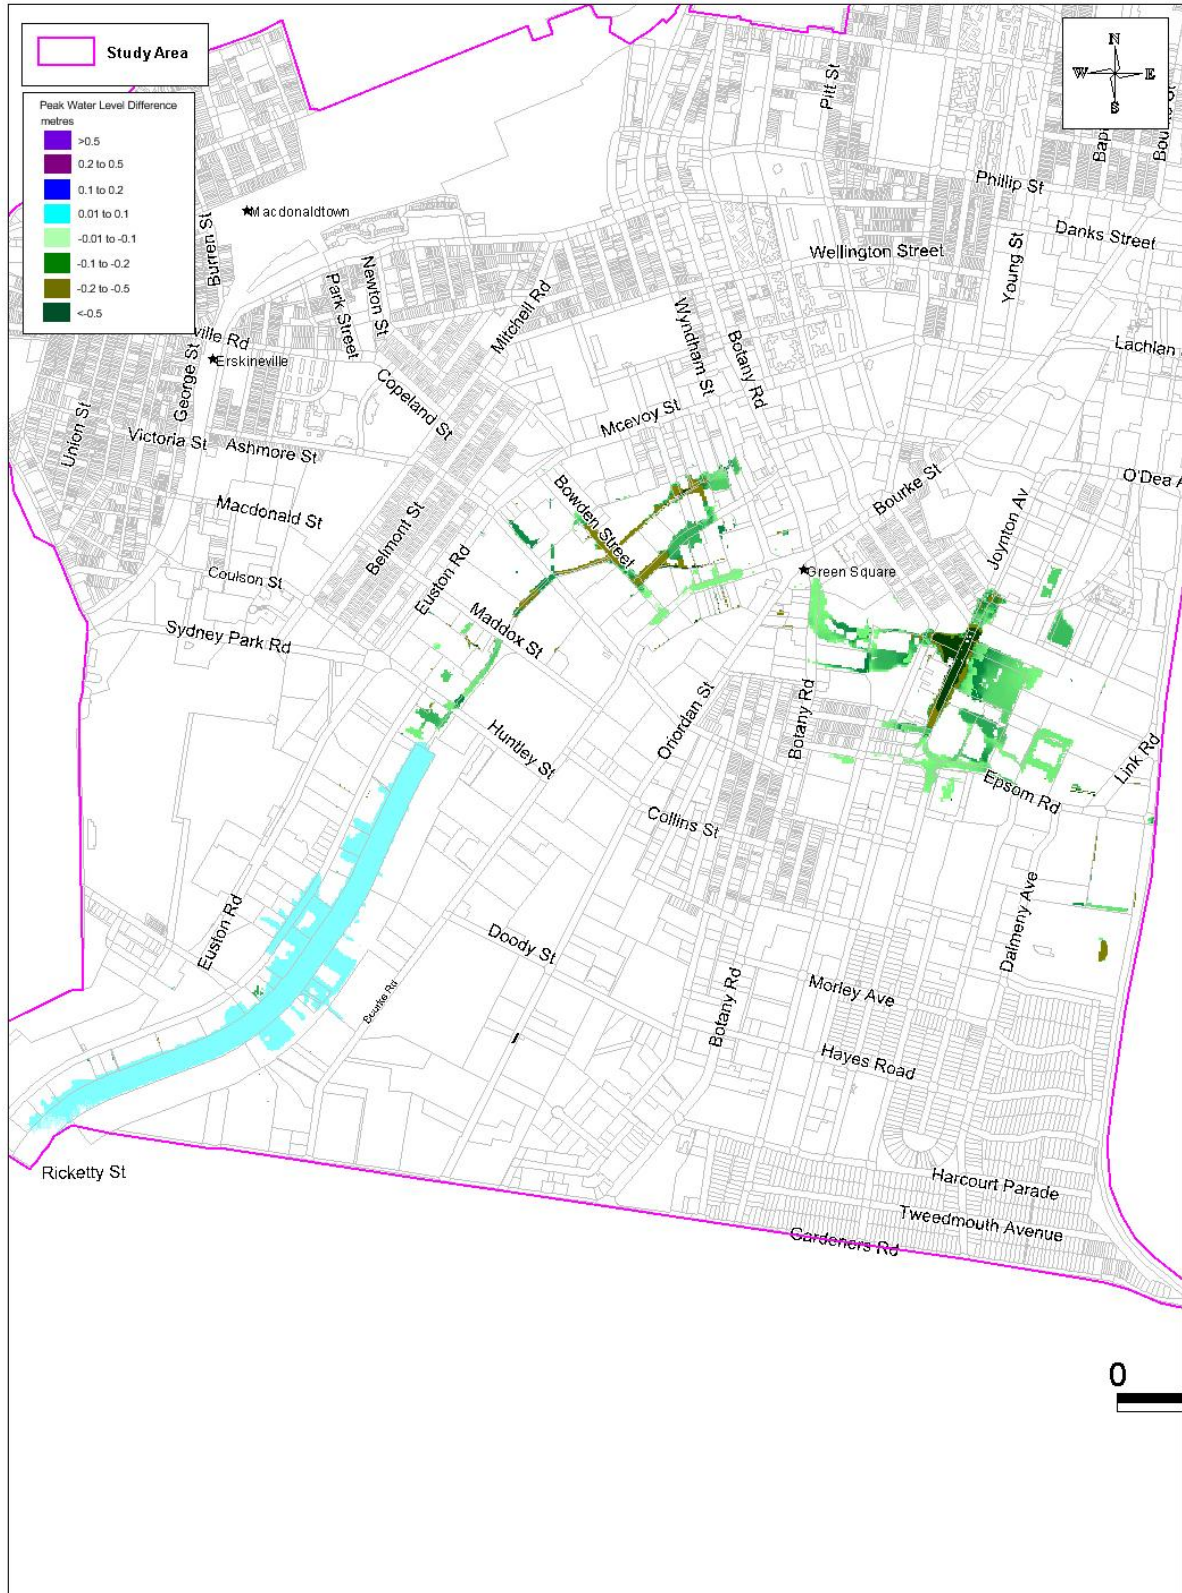 Study Area
Peak Water Level Difference
metres
>0.5
0.2 to 0.5
0.1 to 0.2
0.01 to 0.1
-0.01 to -0.1
-0.1 to -0.2
-0.2 to -0.5
<-0.5
N
W E
S
Pitt St
Phillip St
Danks Street
Wellington Street
Young St
Lachlan
Macdonaldtown
Burren St
Park Street
Newton St
Mitchell Rd
Wyndham St
Botany Rd
ville Rd
Erskineville
George St
Copeland St
Mcevoy St
Union St
Victoria St
Ashmore St
Bourke St
O'Dea A
Macdonald St
Belmont St
Bowden Street
Joynton Av
Coulson St
Euston Rd
Green Square
Sydney Park Rd
Maddox St
Oriordan St
Botany Rd
Huntley St
Link Rd
Epsom Rd
Collins St
Euston Rd
Doody St
Dalmeny Ave
Bourke Rd
Botany Rd
Morley Ave
Hayes Road
Ricketty St
Harcourt Parade
Tweedmouth Avenue
Gardeners Rd
0